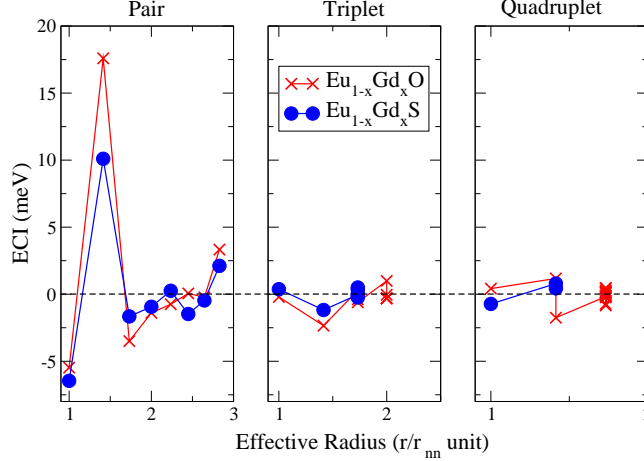 Pair Triplet Quadruplet
20
15
10
5
0
-5
ECI (meV)
Eu1-xGdxO
Eu1-xGdxS
1 2 3 1 2 1
Effective Radius (r/r nn unit)